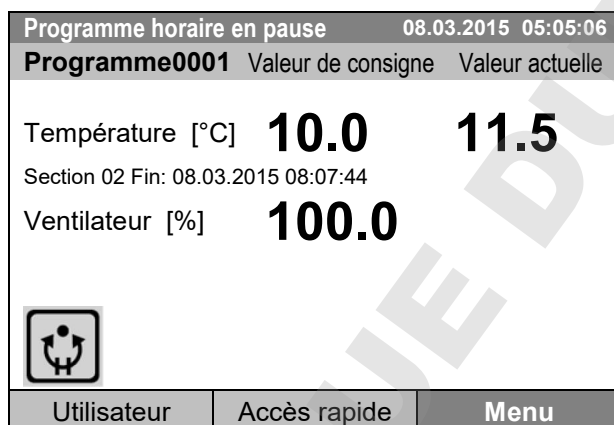 Programme horaire en pause 08.03.2015 05:05:06
Programme0001 Valeur de consigne Valeur actuelle
Température [°C] 10.0 11.5
Section 02 Fin: 08.03.2015 08:07:44
Ventilateur [%] 100.0
Utilisateur Accès rapide Menu